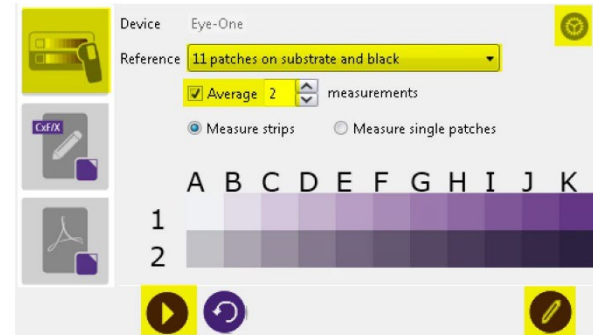 Device Eye-One
Reference 11 patches on substrate and black
Average 2 measurements
CxF/X
Measure strips Measure single patches
A B C D E F G H I J K
1
2